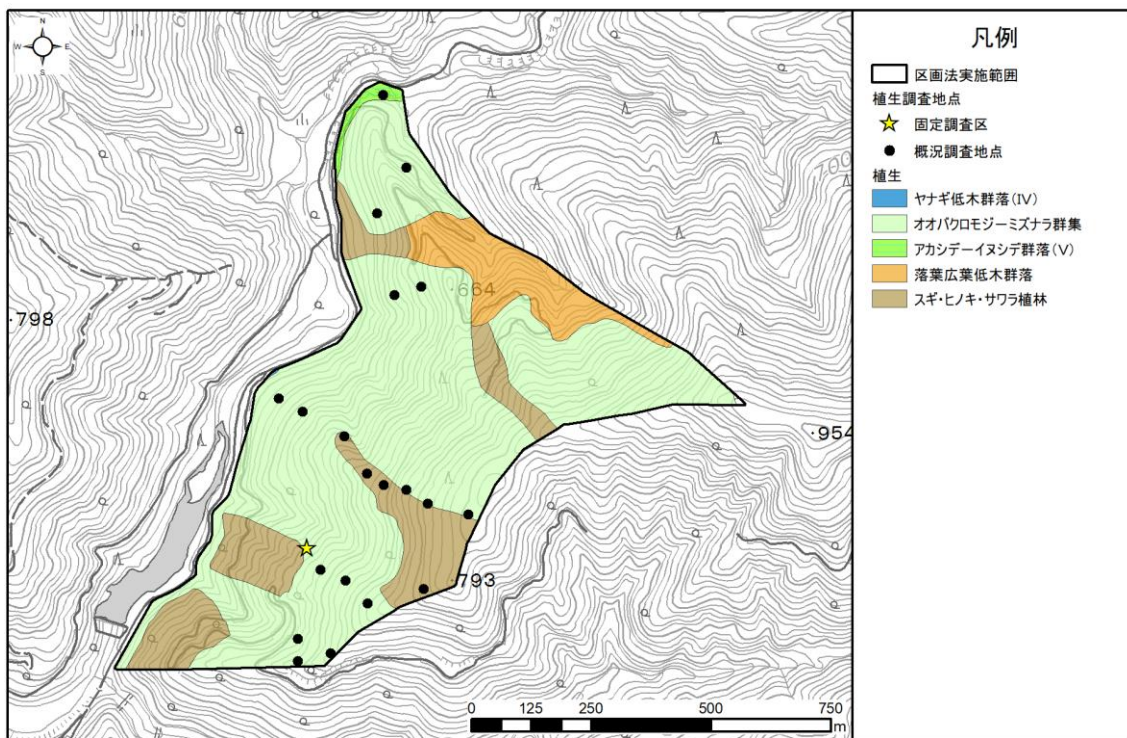 N
W E
S
700
664
798
954
793
0 125 250 500 750
m
凡例
区画法実施範囲
植生調査地点
固定調査区
概況調査地点
植生
ヤナギ低木群落(Ⅳ)
オオバクロモジーミズナラ群集
アカシデーイヌシデ群落(Ⅴ)
落葉広葉低木群落
スギ・ヒノキ・サワラ植林